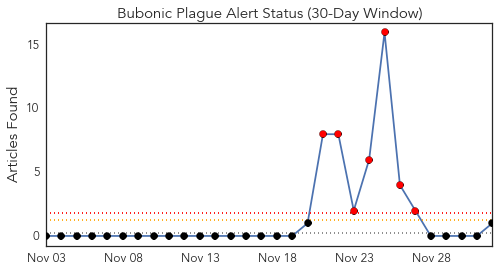 Bubonic Plague Alert Status (30-Day Window)
Articles Found
15
10
5
0
Nov 03 Nov 08 Nov 13 Nov 18 Nov 23 Nov 28